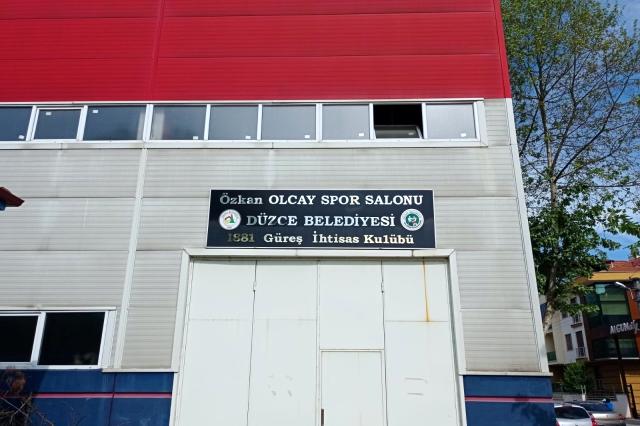 Özkan OLCAY SPOR SALONU
DÜZCE BELEDİYESİ
1981 Güreş İhtisas Kulübü